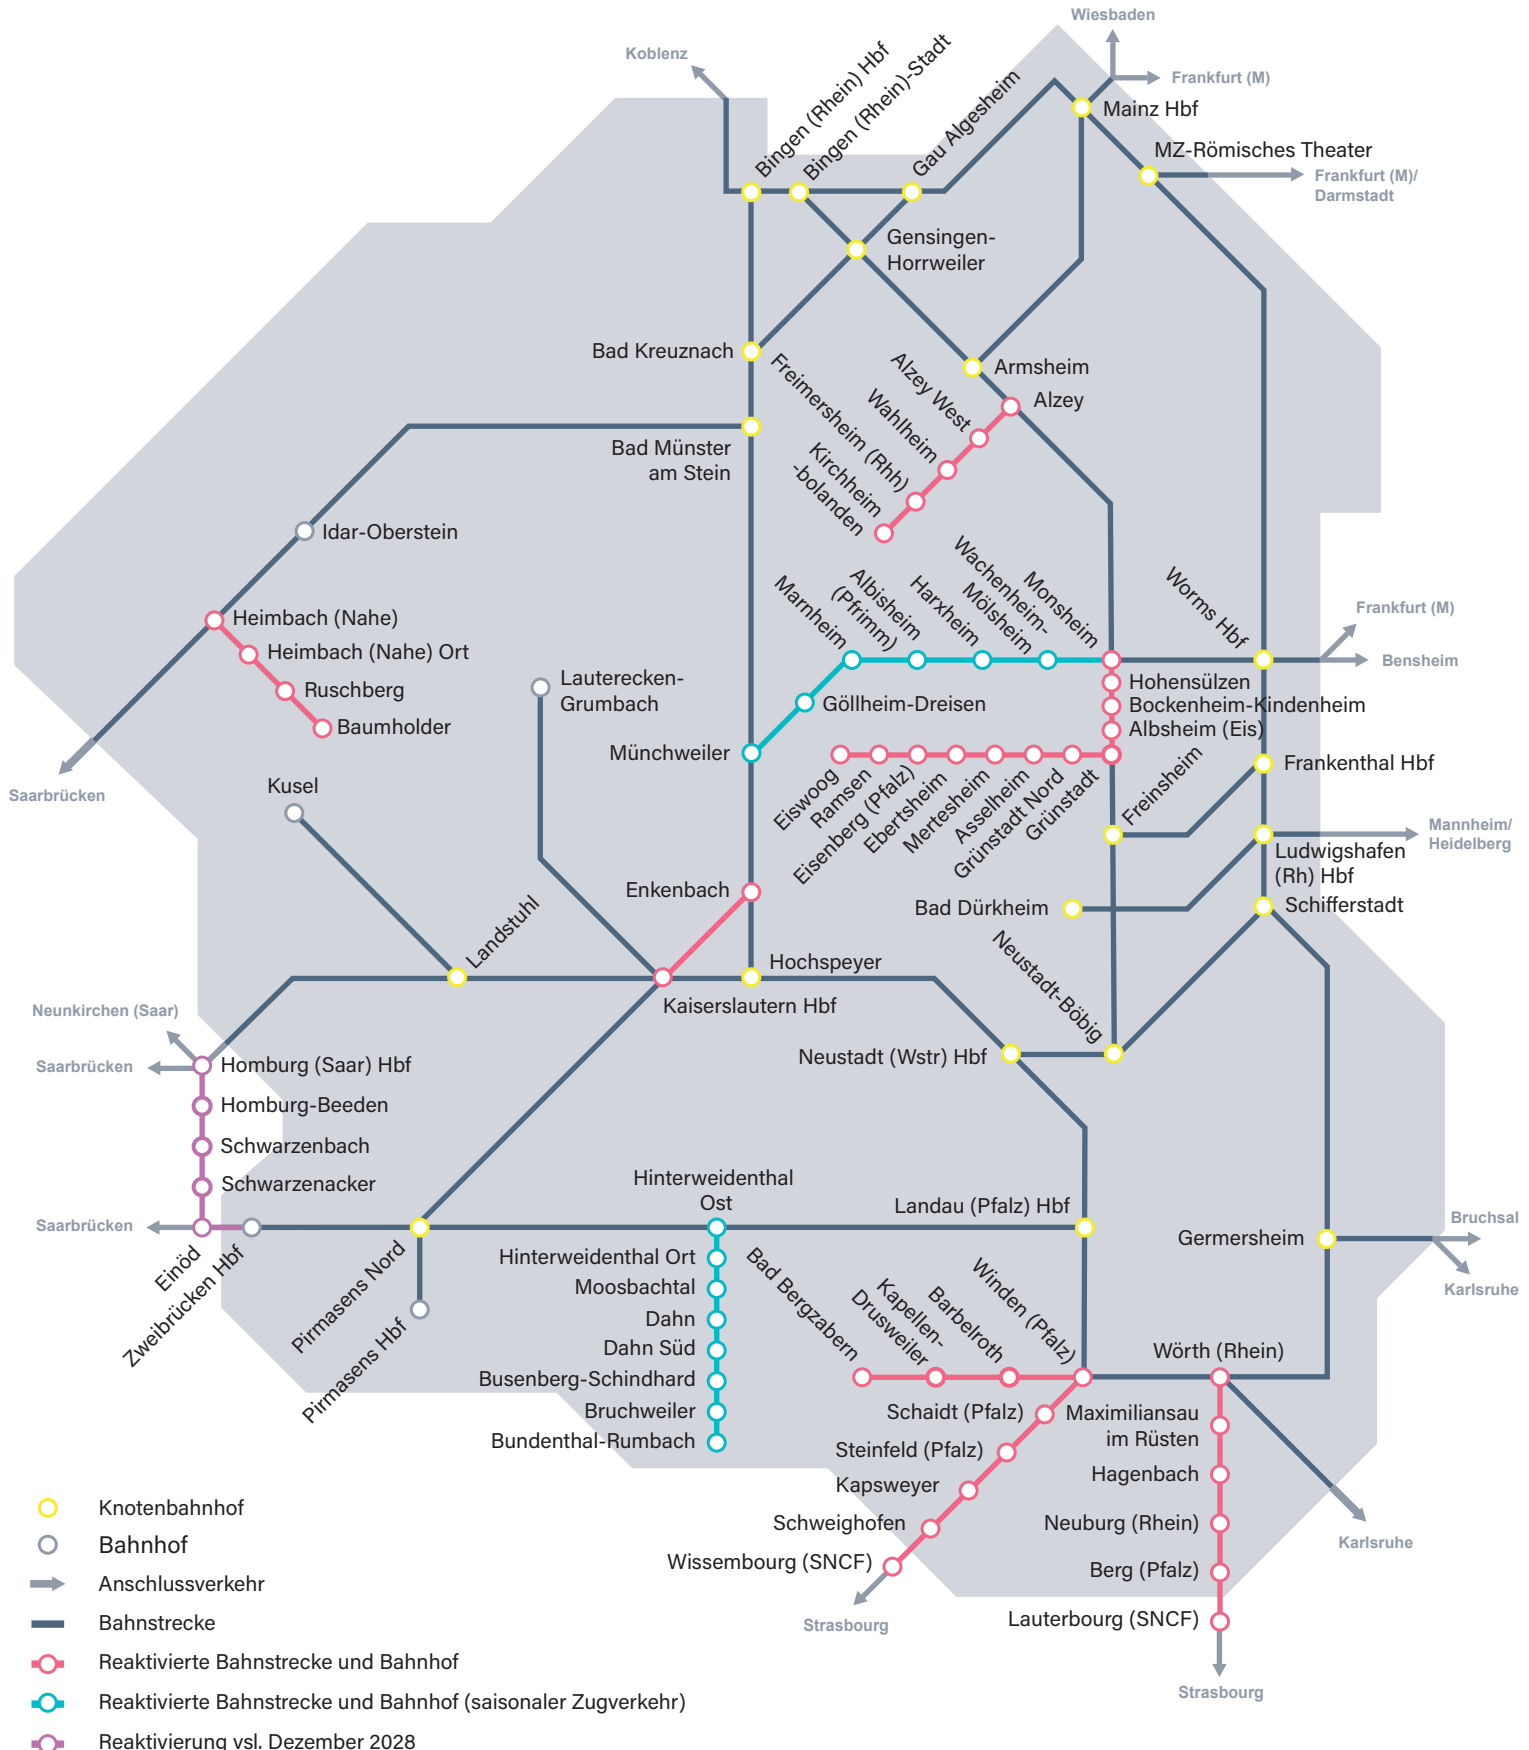 Wiesbaden
Koblenz
Frankfurt (M)
Bingen (Rhein) Hbf
Bingen (Rhein)-Stadt
Gau Algesheim
Mainz Hbf
MZ-Römisches Theater
Frankfurt (M)/
Darmstadt
Gensingen-
Horrweiler
Bad Kreuznach
Armsheim
Alzey
Alzey West
Wahlheim
Freimersheim (Rhh)
Kirchheim
-bolanden
Bad Münster
am Stein
Idar-Oberstein
Heimbach (Nahe)
Heimbach (Nahe) Ort
Ruschberg
Baumholder
Saarbrücken
Lauterecken-
Grumbach
Marnheim
Albisheim
(Pfrimm)
Harxheim
Wachenheim-
Mölsheim
Monsheim
Worms Hbf
Frankfurt (M)
Bensheim
Göllheim-Dreisen
Münchweiler
Hohensülzen
Bockenheim-Kindenheim
Albsheim (Eis)
Eiswoog
Ramsen
Eisenberg (Pfalz)
Ebertsheim
Mertesheim
Asselheim
Grünstadt Nord
Grünstadt
Freinsheim
Frankenthal Hbf
Mannheim/
Heidelberg
Ludwigshafen
(Rh) Hbf
Kusel
Enkenbach
Bad Dürkheim
Schifferstadt
Landstuhl
Hochspeyer
Kaiserslautern Hbf
Neustadt-Böbig
Neustadt (Wstr) Hbf
Neunkirchen (Saar)
Saarbrücken
Homburg (Saar) Hbf
Homburg-Beeden
Schwarzenbach
Schwarzenacker
Saarbrücken
Einöd
Zweibrücken Hbf
Pirmasens Nord
Pirmasens Hbf
Hinterweidenthal
Ost
Hinterweidenthal Ort
Moosbachtal
Dahn
Dahn Süd
Busenberg-Schindhard
Bruchweiler
Bundenthal-Rumbach
Landau (Pfalz) Hbf
Germersheim
Bruchsal
Karlsruhe
Bad Bergzabern
Kapellen-
Drusweiler
Barbelroth
Winden (Pfalz)
Wörth (Rhein)
Schaidt (Pfalz)
Steinfeld (Pfalz)
Kapsweyer
Schweighofen
Wissembourg (SNCF)
Strasbourg
Maximiliansau
im Rüsten
Hagenbach
Neuburg (Rhein)
Berg (Pfalz)
Lauterbourg (SNCF)
Strasbourg
Karlsruhe
Knotenbahnhof
Bahnhof
Anschlussverkehr
Bahnstrecke
Reaktivierte Bahnstrecke und Bahnhof
Reaktivierte Bahnstrecke und Bahnhof (saisonaler Zugverkehr)
Reaktivierung vsl. Dezember 2028